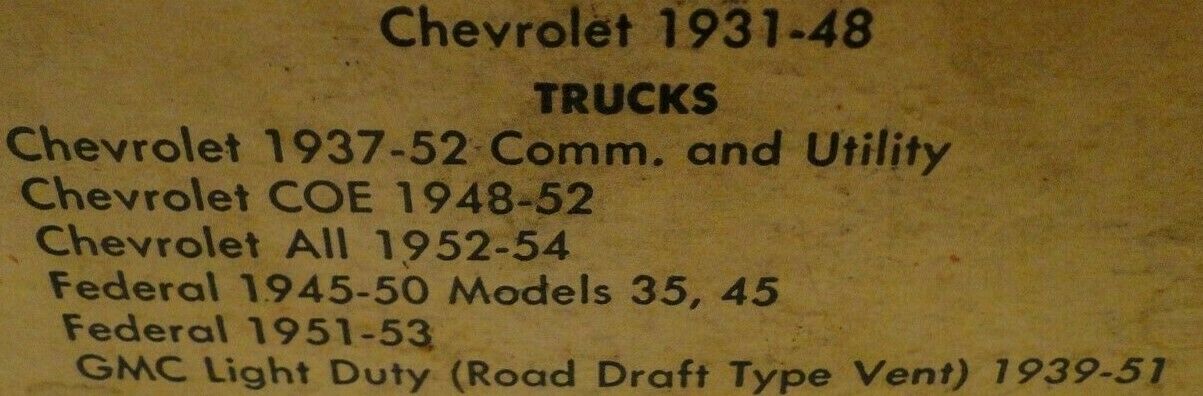 Chevrolet 1931-48
TRUCKS
Chevrolet 1937-52 Comm. and Utility
Chevrolet COE 1948-52
Chevrolet All 1952-54
Federal 1945-50 Models 35, 45
Federal 1951-53
GMC Light Duty (Road Draft Type Vent) 1939-51